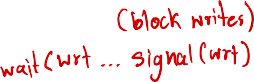 (block writes)
wait(wrt ... signal(wrt)